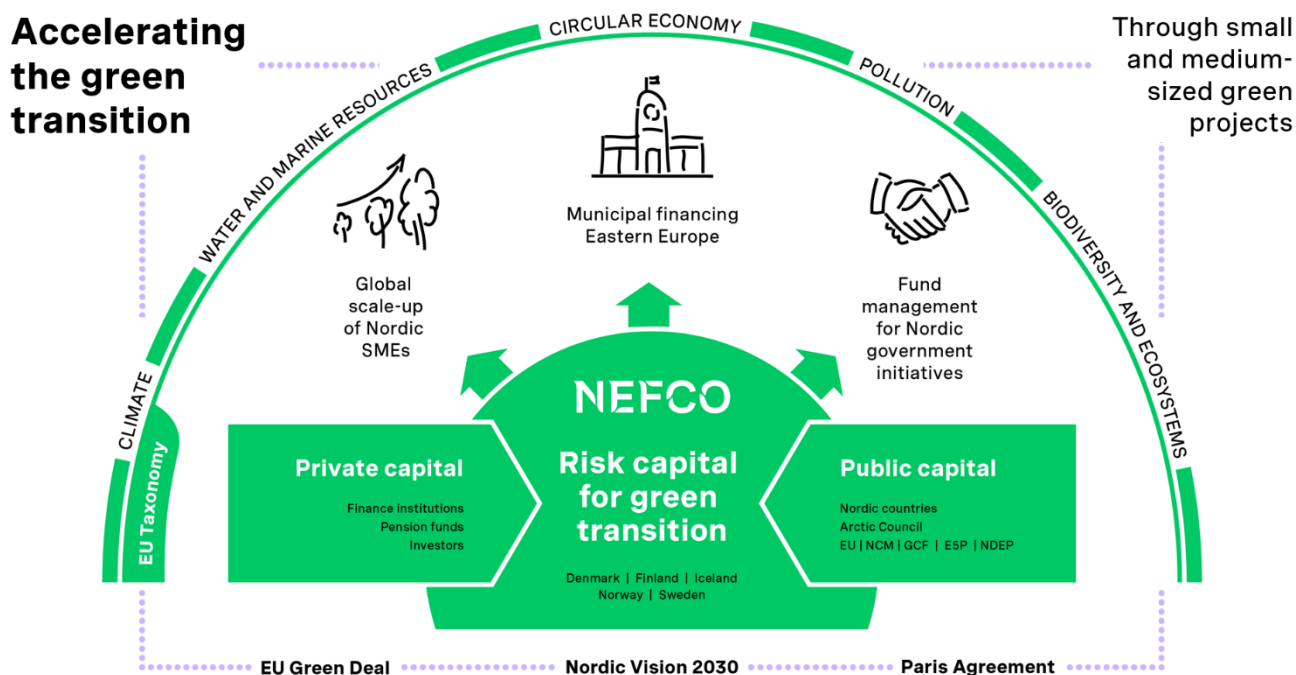 Accelerating
the green
transition
Through small
and medium-
sized green
projects
CLIMATE
WATER AND MARINE RESOURCES
CIRCULAR ECONOMY
POLLUTION
BIODIVERSITY AND ECOSYSTEMS
EU Taxonomy
Global
scale-up
of Nordic
SMEs
Municipal financing
Eastern Europe
Fund
management
for Nordic
government
initiatives
Private capital
Finance institutions
Pension funds
Investors
NEFCO
Risk capital
for green
transition
Denmark | Finland | Iceland
Norway | Sweden
Public capital
Nordic countries
Arctic Council
EU | NCM | GCF | E5P | NDEP
EU Green Deal
Nordic Vision 2030
Paris Agreement